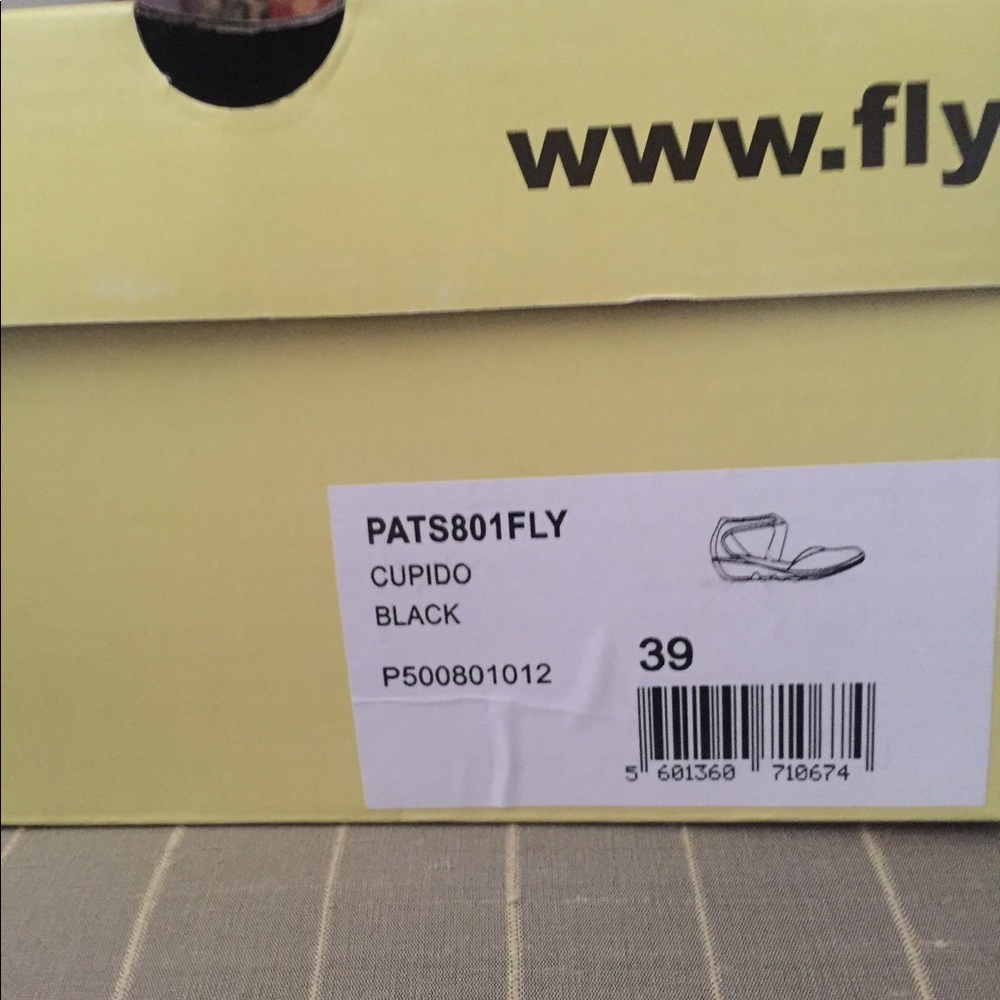 www.fly
PATS801FLY
CUPIDO
BLACK
P500801012
39
5 601360 710674